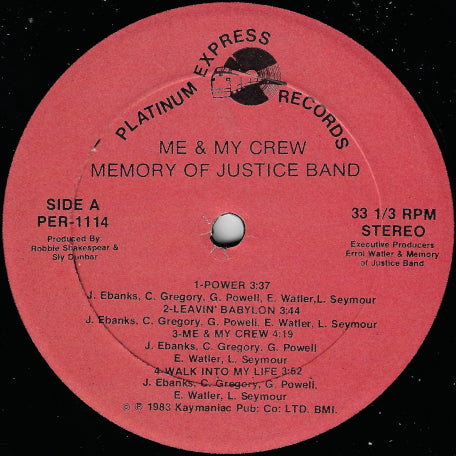 PLATINUM EXPRESS RECORDS
ME & MY CREW
MEMORY OF JUSTICE BAND
SIDE A
PER-1114
Produced By:
Robbie Shakespear &
Sly Dunbar
33 1/3 RPM
STEREO
Executive Producers
Errol Watler & Memory
of Justice Band
1-POWER 3:37
J. Ebanks, C. Gregory, G. Powell, E. Watler,L. Seymour
2-LEAVIN' BABYLON 3:44
J. Ebanks, C. Gregory, G. Powell, E. Watler, L. Seymour
3-ME & MY CREW 4:19
J. Ebanks, C. Gregory, G. Powell
E. Watler, L. Seymour
4-WALK INTO MY LIFE 3:52
J. Ebanks, C. Gregory, G. Powell,
E. Watler, L. Seymour
© ℗ 1983 Kaymaniac Pub: Co: LTD. BMI.